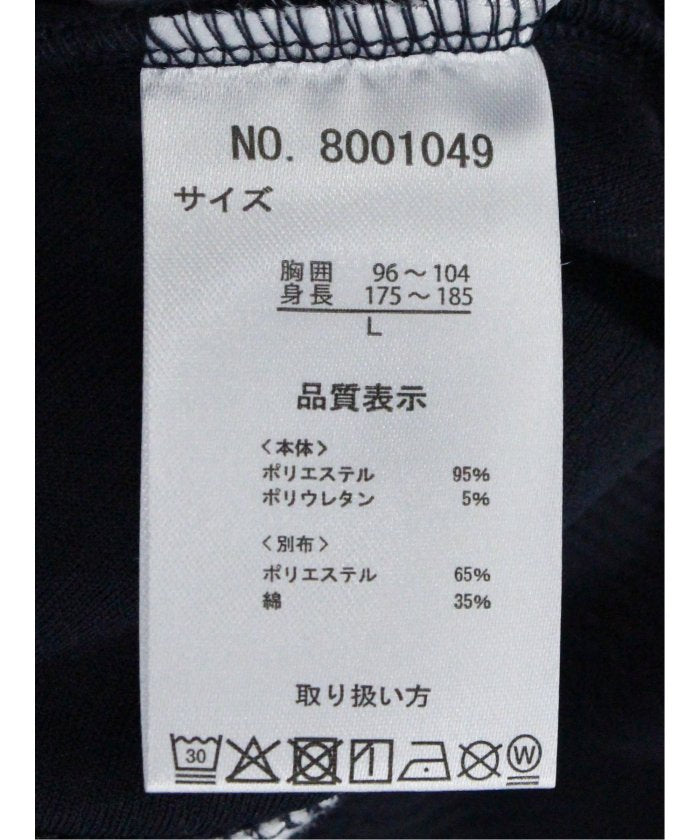 NO. 8001049
サイズ
胸囲 96～104
身長 175～185
L
品質表示
〈本体〉
ポリエステル 95%
ポリウレタン 5%
〈別布〉
ポリエステル 65%
綿 35%
取り扱い方
30 W